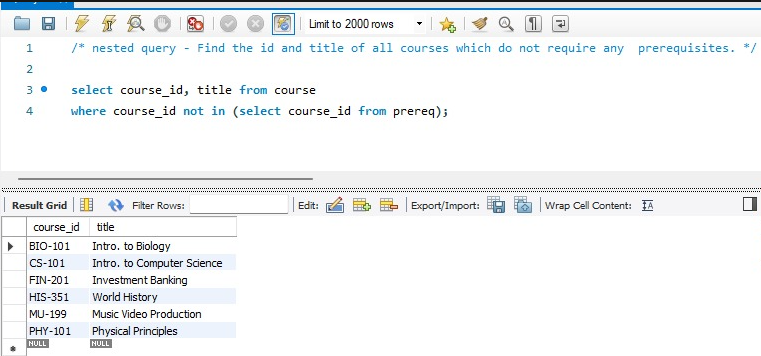 Limit to 2000 rows
1 /* nested query - Find the id and title of all courses which do not require any  prerequisites. */
2
3 select course_id, title from course
4 where course_id not in (select course_id from prereq);
Result Grid Filter Rows: Edit: Export/Import: Wrap Cell Content: IA
course_id title
BIO-101 Intro. to Biology
CS-101 Intro. to Computer Science
FIN-201 Investment Banking
HIS-351 World History
MU-199 Music Video Production
PHY-101 Physical Principles
NULL NULL